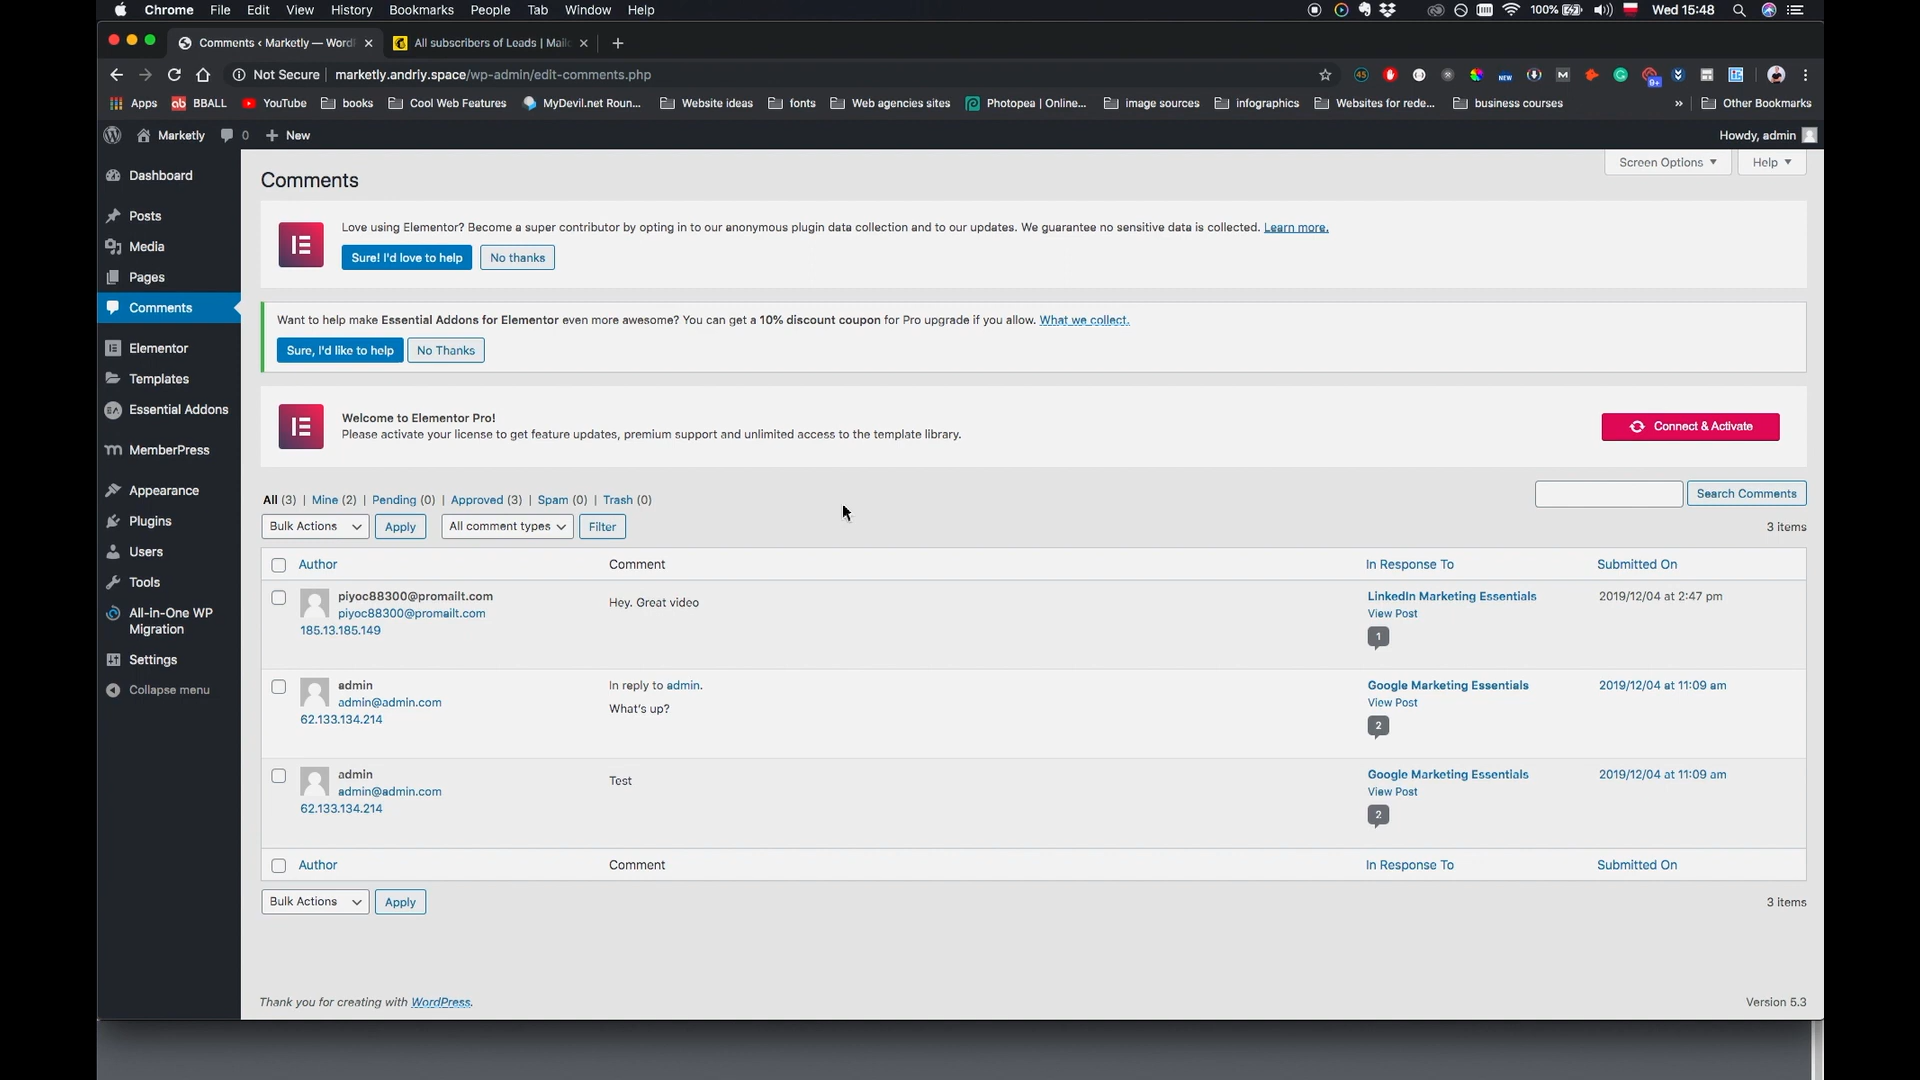 Chrome File Edit View History Bookmarks People Tab Window Help 100% Wed 15:48
Comments ‹ Marketly — Word All subscribers of Leads | Mail
Not Secure | marketly.andriy.space/wp-admin/edit-comments.php 45 NEW M 9+
Apps ab BBALL YouTube books Cool Web Features MyDevil.net Roun... Website ideas fonts Web agencies sites Photopea | Online... image sources infographics Websites for rede... business courses » Other Bookmarks
Marketly 0 + New Howdy, admin
Screen Options Help
Dashboard
Posts
Media
Pages
Comments
Elementor
Templates
Essential Addons
MemberPress
Appearance
Plugins
Users
Tools
All-in-One WP
Migration
Settings
Collapse menu
Comments
Love using Elementor? Become a super contributor by opting in to our anonymous plugin data collection and to our updates. We guarantee no sensitive data is collected. Learn more.
Sure! I'd love to help No thanks
Want to help make Essential Addons for Elementor even more awesome? You can get a 10% discount coupon for Pro upgrade if you allow. What we collect.
Sure, I'd like to help No Thanks
Welcome to Elementor Pro!
Please activate your license to get feature updates, premium support and unlimited access to the template library.
Connect & Activate
All (3) | Mine (2) | Pending (0) | Approved (3) | Spam (0) | Trash (0)
Search Comments
Bulk Actions Apply All comment types Filter 3 items
Author Comment In Response To Submitted On
piyoc88300@promailt.com
piyoc88300@promailt.com
185.13.185.149
Hey. Great video
LinkedIn Marketing Essentials
View Post
1
2019/12/04 at 2:47 pm
admin
admin@admin.com
62.133.134.214
In reply to admin.
What's up?
Google Marketing Essentials
View Post
2
2019/12/04 at 11:09 am
admin
admin@admin.com
62.133.134.214
Test
Google Marketing Essentials
View Post
2
2019/12/04 at 11:09 am
Author Comment In Response To Submitted On
Bulk Actions Apply 3 items
Thank you for creating with WordPress. Version 5.3